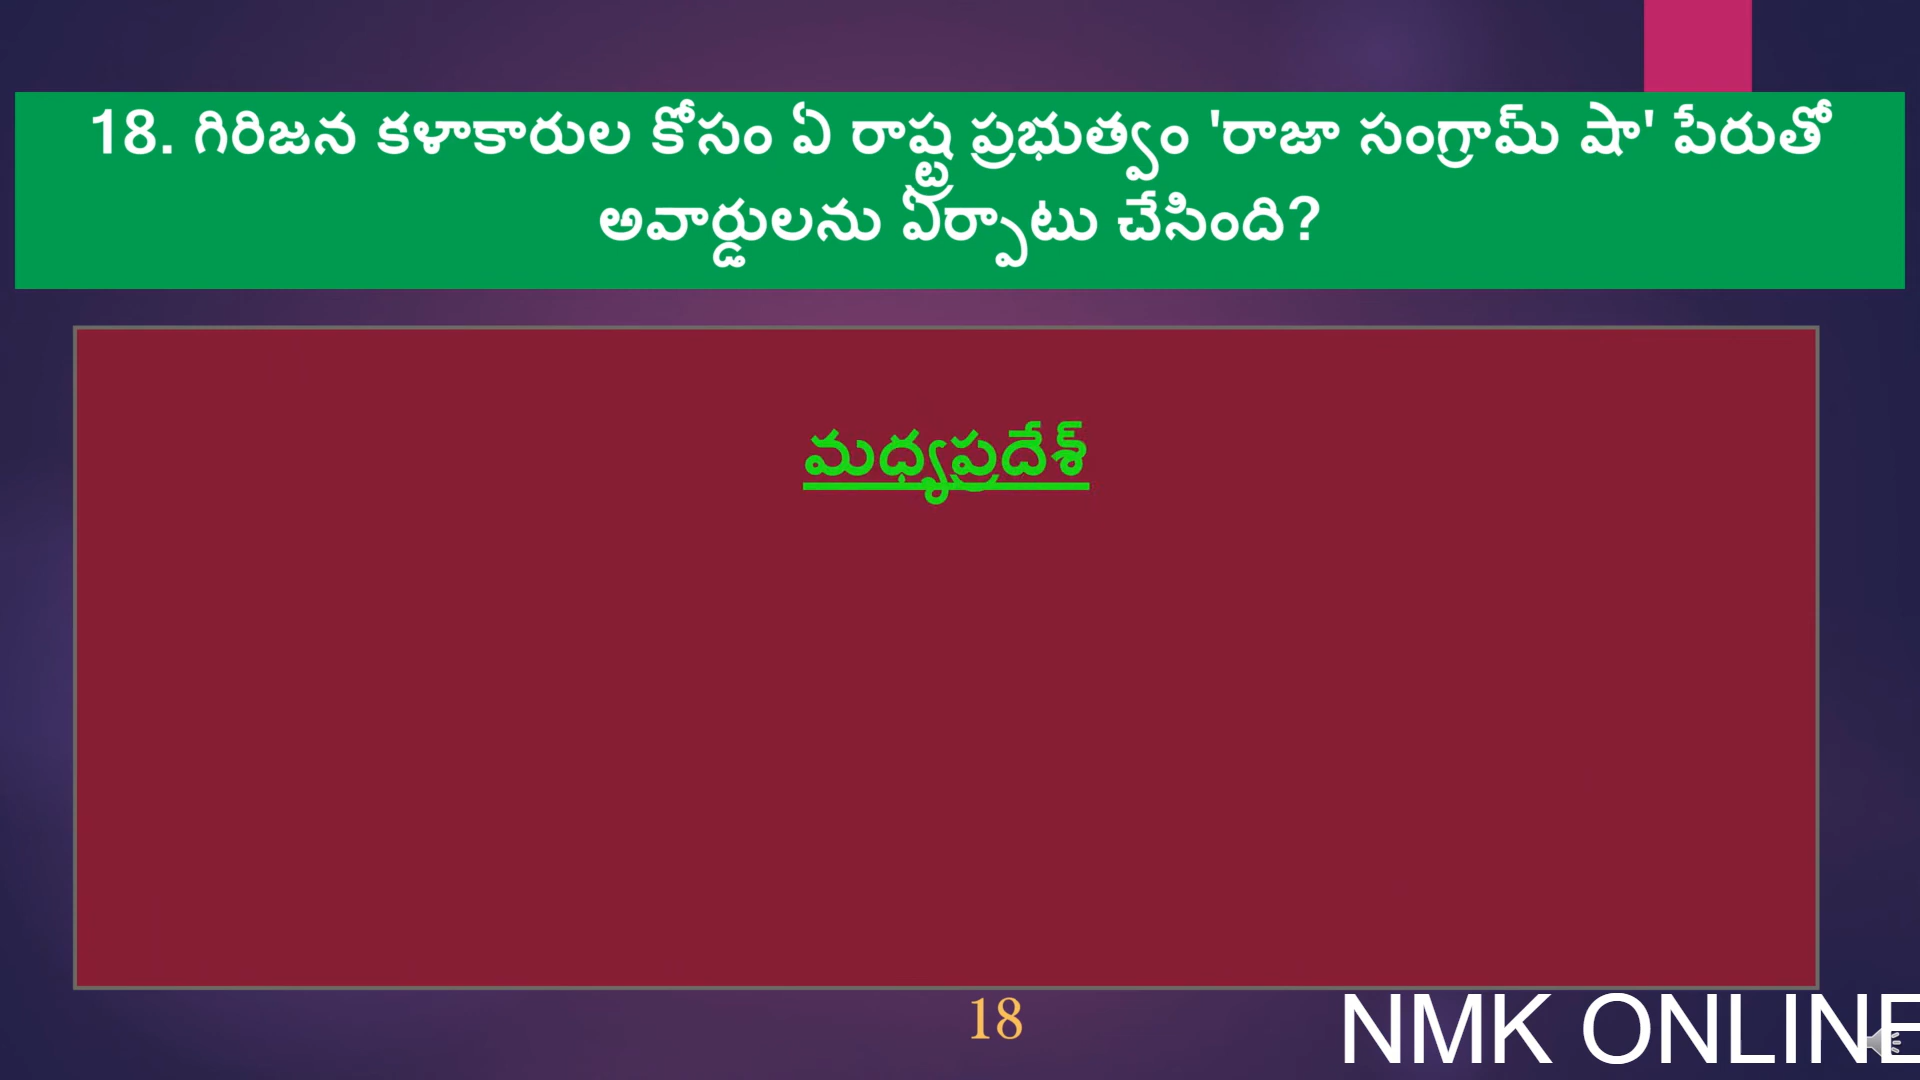 18. గిరిజన కళాకారుల కోసం ఏ రాష్ట్ర ప్రభుత్వం 'రాజా సంగ్రామ్ షా' పేరుతో
అవార్డులను ఏర్పాటు చేసింది?
మధ్యప్రదేశ్
18
NMK ONLINE